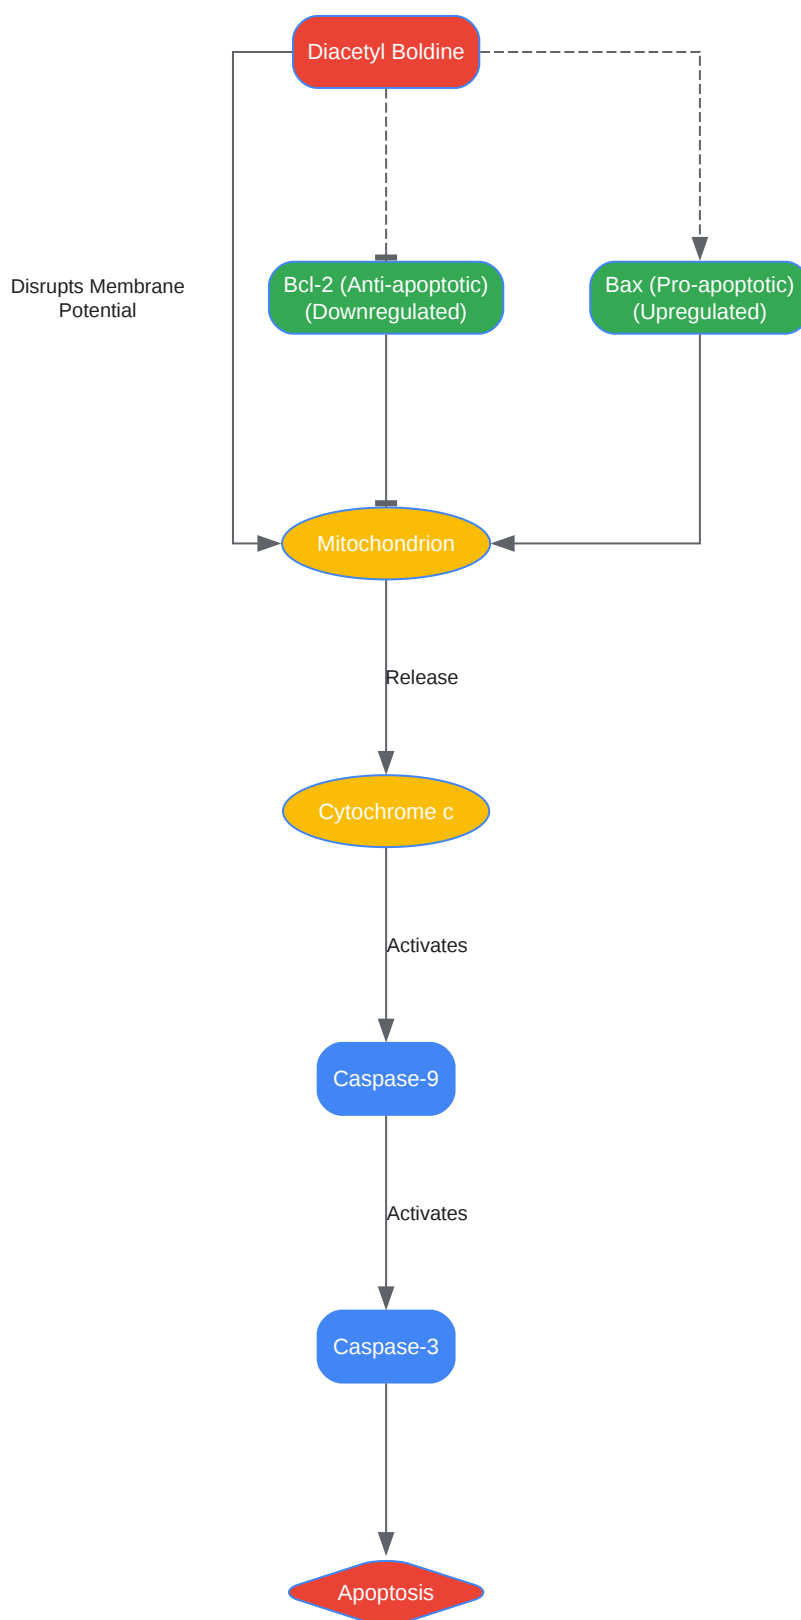 Diacetyl Boldine
Disrupts Membrane
Potential
Bcl-2 (Anti-apoptotic)
(Downregulated)
Bax (Pro-apoptotic)
(Upregulated)
Mitochondrion
Release
Cytochrome c
Activates
Caspase-9
Activates
Caspase-3
Apoptosis